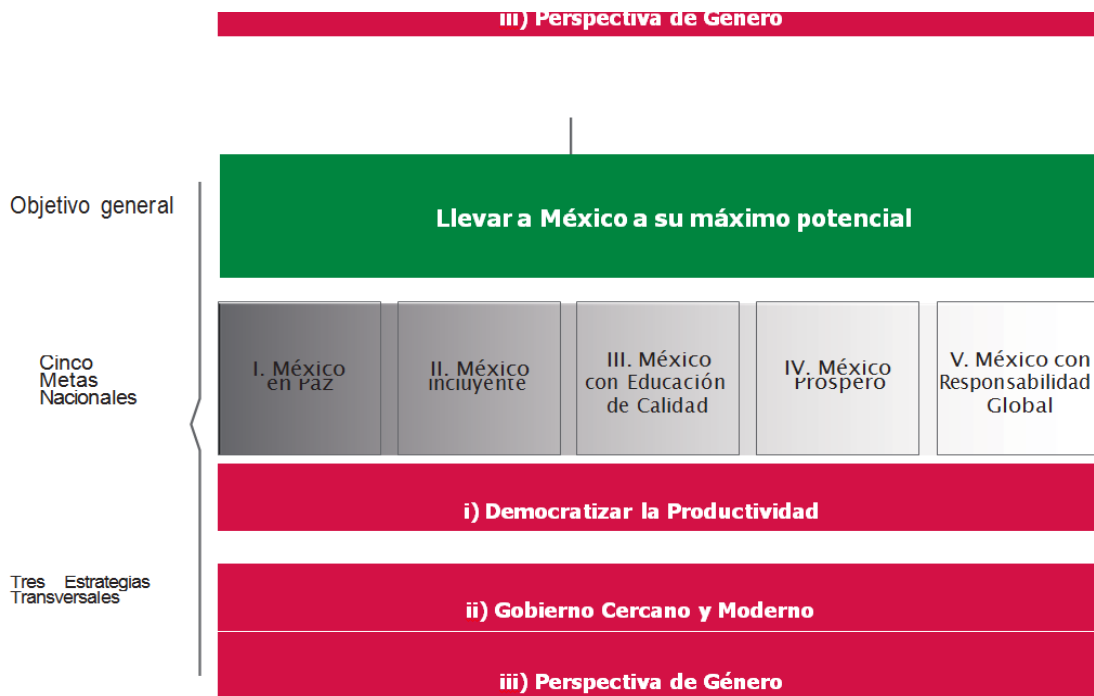 iii) Perspectiva de Género
Objetivo general
Llevar a México a su máximo potencial
Cinco
Metas
Nacionales
I. México
en Paz
II. México
Incluyente
III. México
con Educación
de Calidad
IV. México
Próspero
V. México con
Responsabilidad
Global
i) Democratizar la Productividad
Tres Estrategias
Transversales
ii) Gobierno Cercano y Moderno
iii) Perspectiva de Género